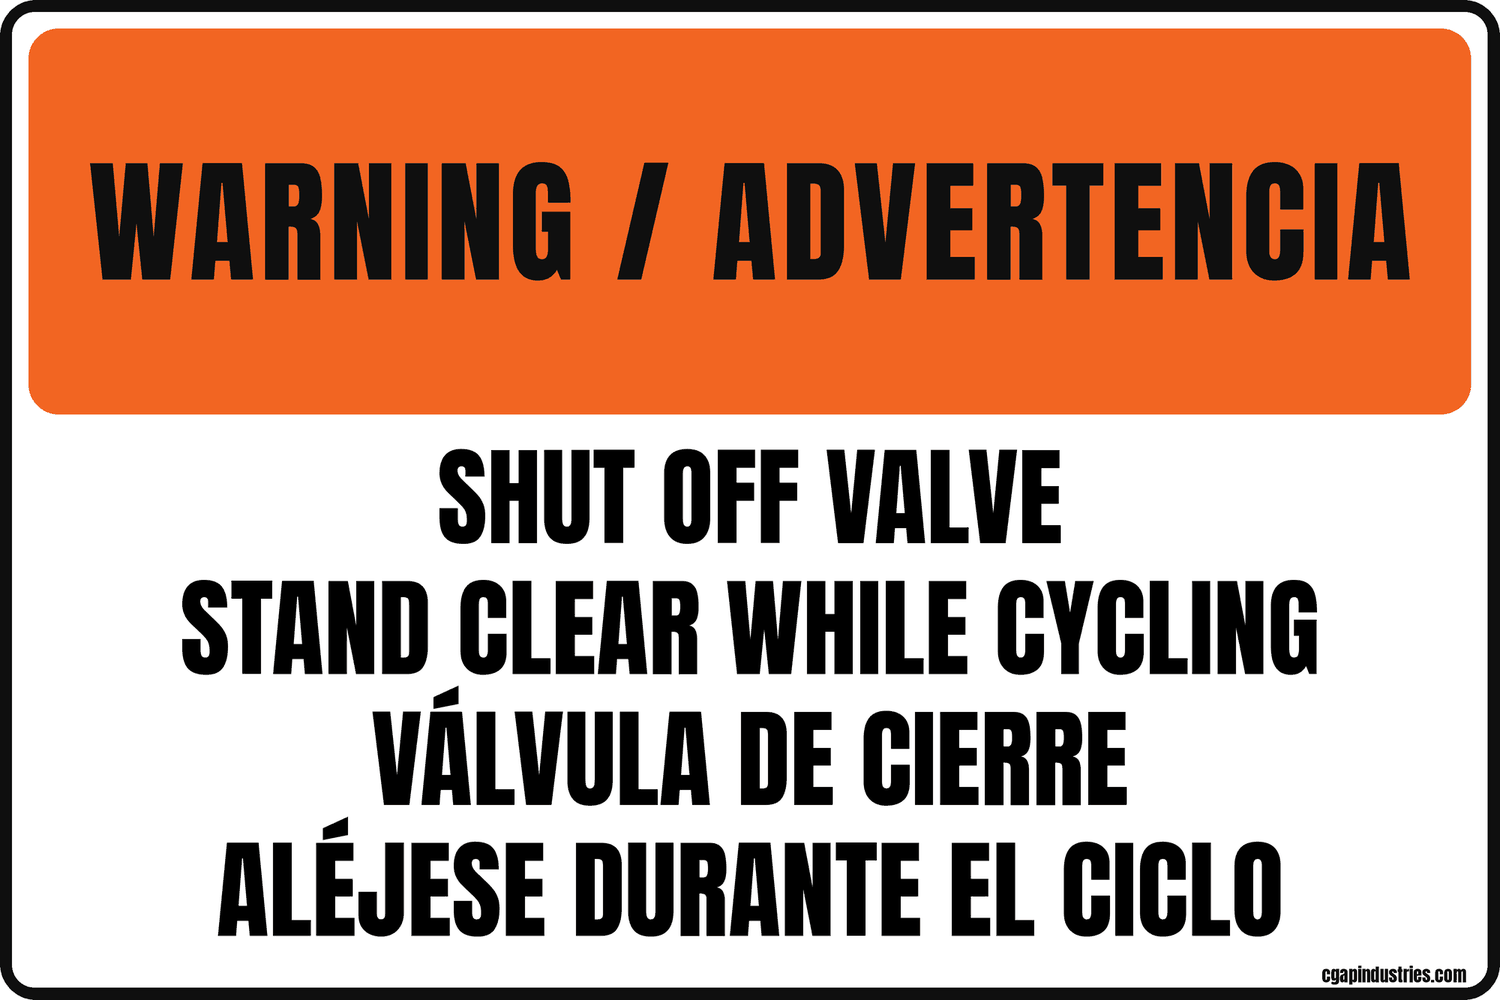 WARNING / ADVERTENCIA
SHUT OFF VALVE
STAND CLEAR WHILE CYCLING
VÁLVULA DE CIERRE
ALÉJESE DURANTE EL CICLO
cgapindustries.com